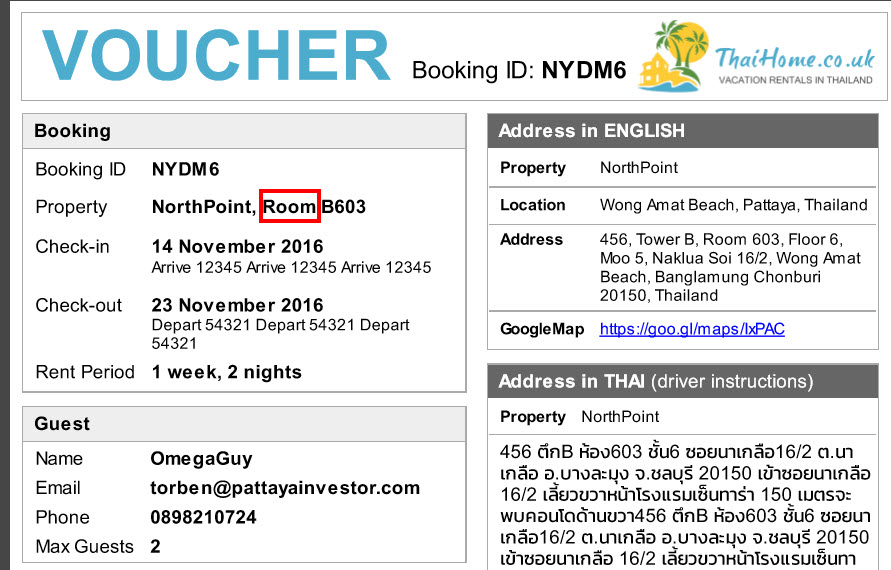 VOUCHER
Booking ID: NYDM6
ThaiHome.co.uk
VACATION RENTALS IN THAILAND
Booking
Booking ID NYDM6
Property NorthPoint, Room B603
Check-in 14 November 2016
Arrive 12345 Arrive 12345 Arrive 12345
Check-out 23 November 2016
Depart 54321 Depart 54321 Depart
54321
Rent Period 1 week, 2 nights
Guest
Name OmegaGuy
Email torben@pattayainvestor.com
Phone 0898210724
Max Guests 2
Address in ENGLISH
Property NorthPoint
Location Wong Amat Beach, Pattaya, Thailand
Address 456, Tower B, Room 603, Floor 6,
Moo 5, Naklua Soi 16/2, Wong Amat
Beach, Banglamung Chonburi
20150, Thailand
GoogleMap https://goo.gl/maps/IxPAC
Address in THAI (driver instructions)
Property NorthPoint
456 ตึกB ห้อง603 ชั้น6 ซอยนาเกลือ16/2 ต.นา
เกลือ อ.บางละมุง จ.ชลบุรี 20150 เข้าซอยนาเกลือ
16/2 เลี้ยวขวาหน้าโรงแรมเซ็นทาร่า 150 เมตรจะ
พบคอนโดด้านขวา456 ตึกB ห้อง603 ชั้น6 ซอยนา
เกลือ16/2 ต.นาเกลือ อ.บางละมุง จ.ชลบุรี 20150
เข้าซอยนาเกลือ 16/2 เลี้ยวขวาหน้าโรงแรมเซ็นทา